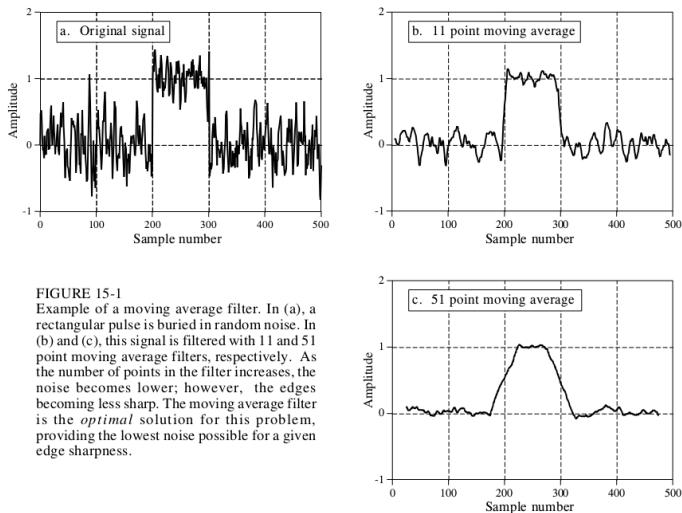 a. Original signal
2
1
0
-1
Amplitude
0 100 200 300 400 500
Sample number
b. 11 point moving average
2
1
0
-1
Amplitude
0 100 200 300 400 500
Sample number
FIGURE 15-1
Example of a moving average filter. In (a), a
rectangular pulse is buried in random noise. In
(b) and (c), this signal is filtered with 11 and 51
point moving average filters, respectively. As
the number of points in the filter increases, the
noise becomes lower; however, the edges
becoming less sharp. The moving average filter
is the optimal solution for this problem,
providing the lowest noise possible for a given
edge sharpness.
c. 51 point moving average
2
1
0
-1
Amplitude
0 100 200 300 400 500
Sample number